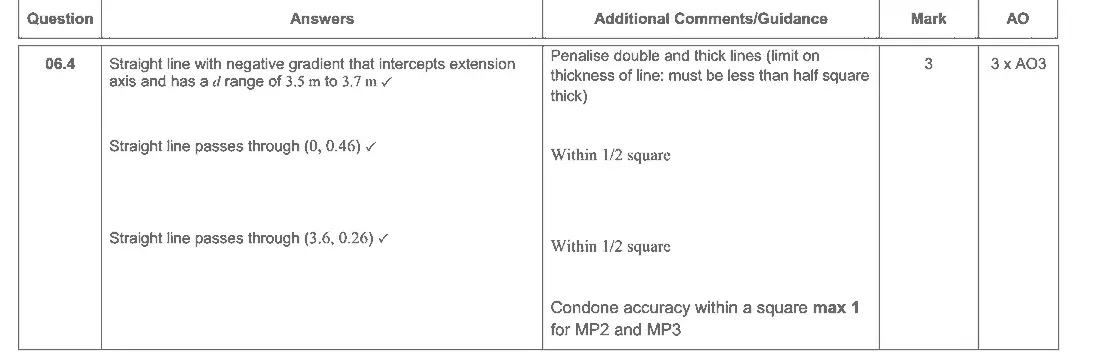 Question Answers Additional Comments/Guidance Mark AO
06.4 Straight line with negative gradient that intercepts extension axis and has a d range of 3.5 m to 3.7 m ✓ Penalise double and thick lines (limit on thickness of line: must be less than half square thick) 3 3 x AO3
Straight line passes through (0, 0.46) ✓ Within 1/2 square
Straight line passes through (3.6, 0.26) ✓ Within 1/2 square
Condone accuracy within a square max 1
for MP2 and MP3